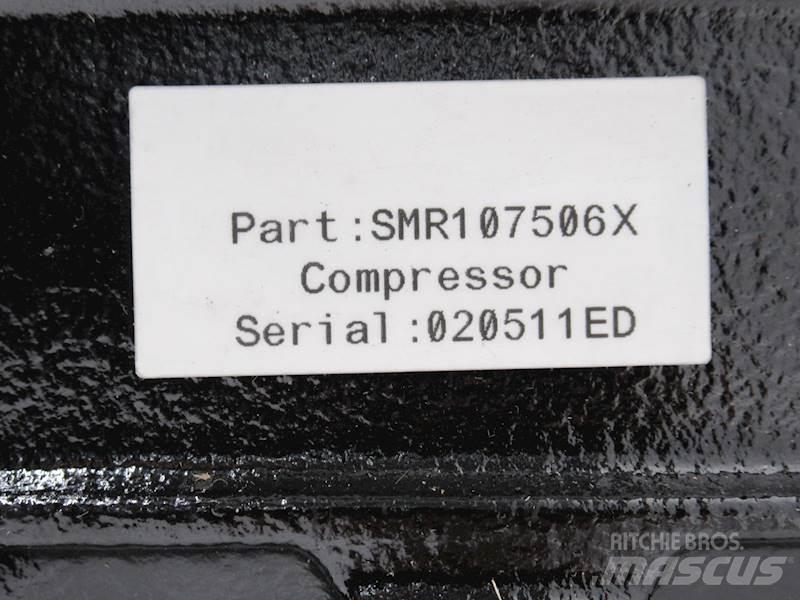 Part:SMR107506X
Compressor
Serial:020511ED
RITCHIE BROS.
MASCUS